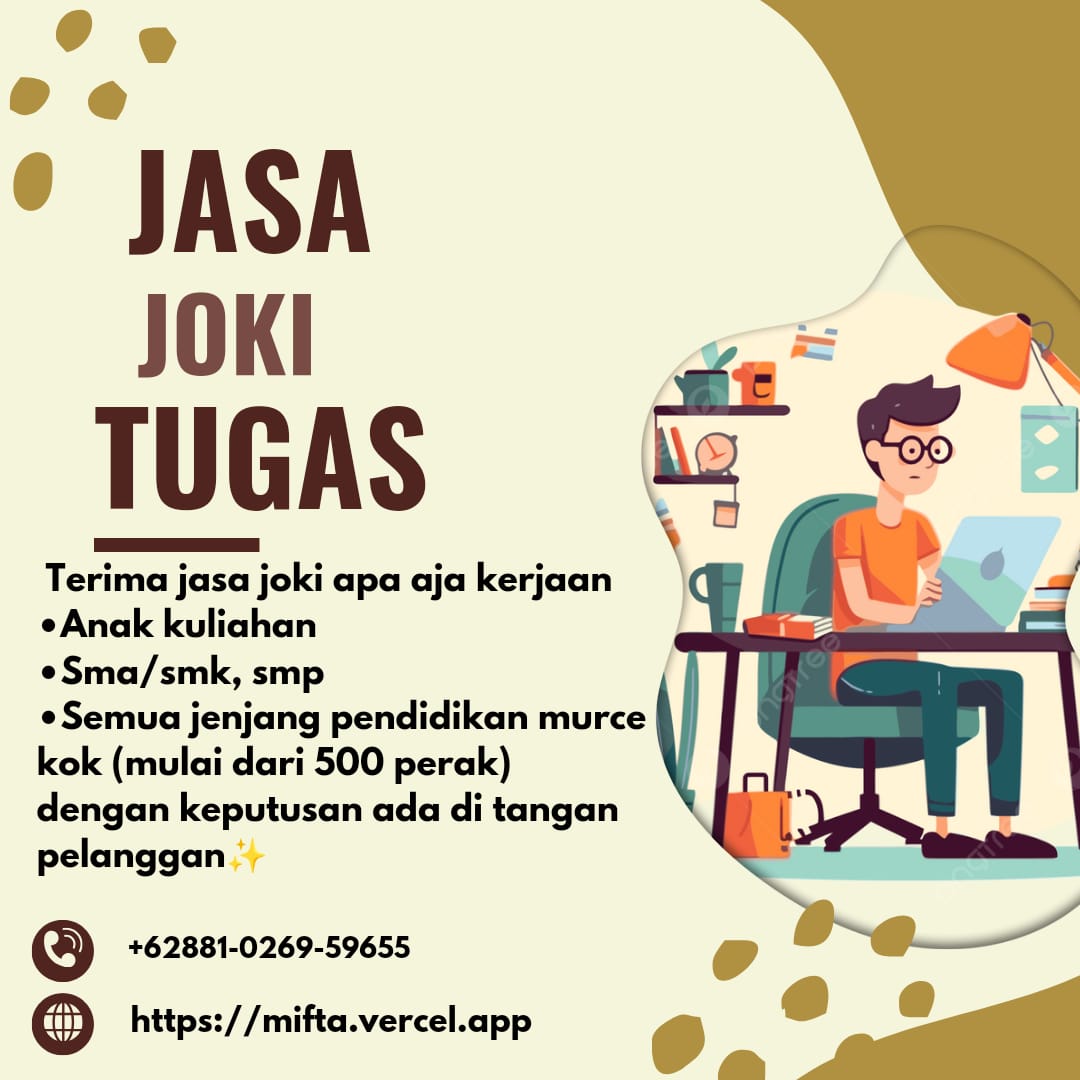 JASA
JOKI
TUGAS
Terima jasa joki apa aja kerjaan
•Anak kuliahan
•Sma/smk, smp
•Semua jenjang pendidikan murce
kok (mulai dari 500 perak)
dengan keputusan ada di tangan
pelanggan✨
+62881-0269-59655
https://mifta.vercel.app